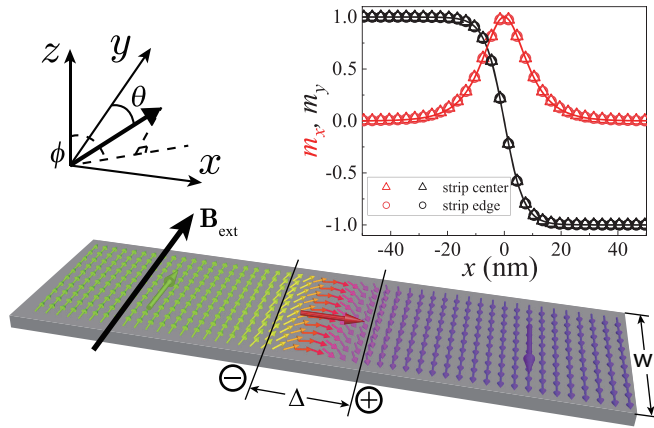 z
y
θ
ϕ
x
B_ext
m_x, m_y
1.0
0.5
0.0
-0.5
-1.0
strip center
strip edge
-40 -20 0 20 40
x (nm)
W
⊖ Δ ⊕